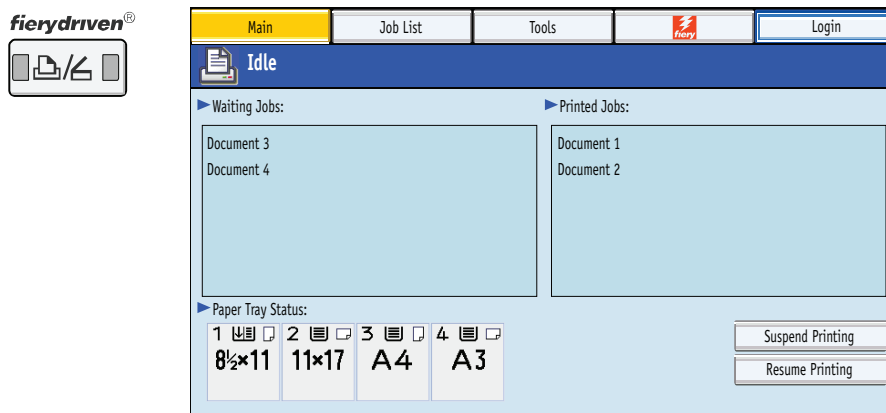 fierydriven®
Main
Job List
Tools
fiery
Login
Idle
Waiting Jobs:
Printed Jobs:
Document 3
Document 4
Document 1
Document 2
Paper Tray Status:
1 2 3 4
8½×11 11×17 A4 A3
Suspend Printing
Resume Printing